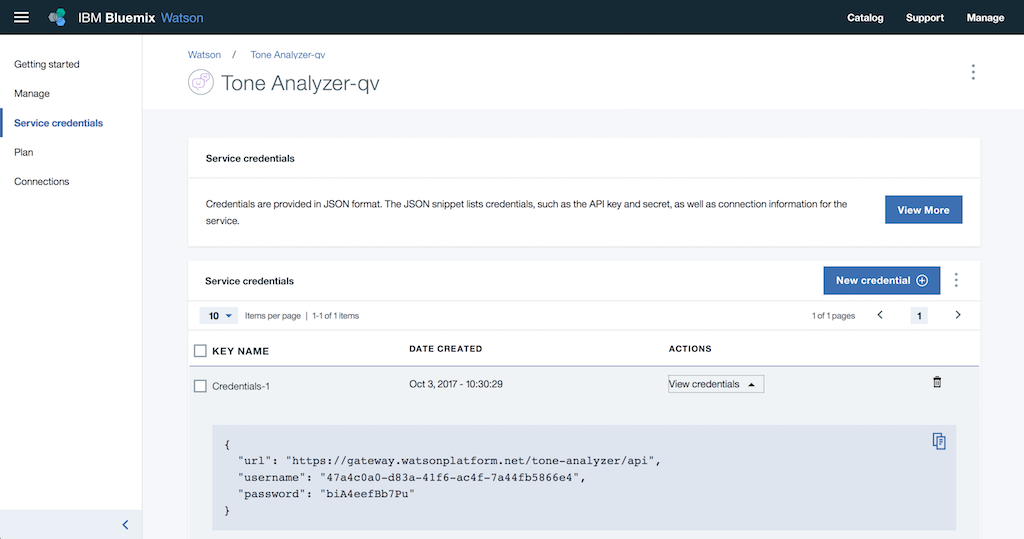 IBM Bluemix Watson
Catalog Support Manage
Getting started
Manage
Service credentials
Plan
Connections
Watson / Tone Analyzer-qv
Tone Analyzer-qv
Service credentials
Credentials are provided in JSON format. The JSON snippet lists credentials, such as the API key and secret, as well as connection information for the
service.
View More
Service credentials
New credential
10 Items per page | 1-1 of 1 items
1 of 1 pages 1
KEY NAME DATE CREATED ACTIONS
Credentials-1 Oct 3, 2017 - 10:30:29 View credentials
{
"url": "https://gateway.watsonplatform.net/tone-analyzer/api",
"username": "47a4c0a0-d83a-41f6-ac4f-7a44fb5866e4",
"password": "biA4eefBb7Pu"
}